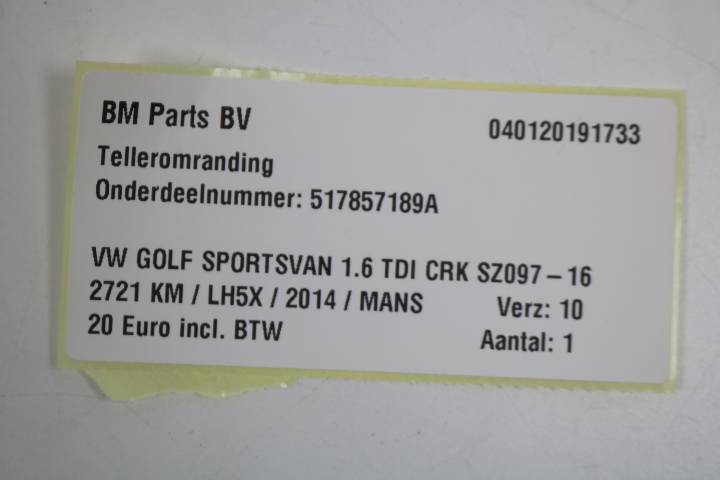 BM Parts BV 040120191733
Telleromranding
Onderdeelnummer: 517857189A
VW GOLF SPORTSVAN 1.6 TDI CRK SZ097-16
2721 KM / LH5X / 2014 / MANS Verz: 10
20 Euro incl. BTW Aantal: 1